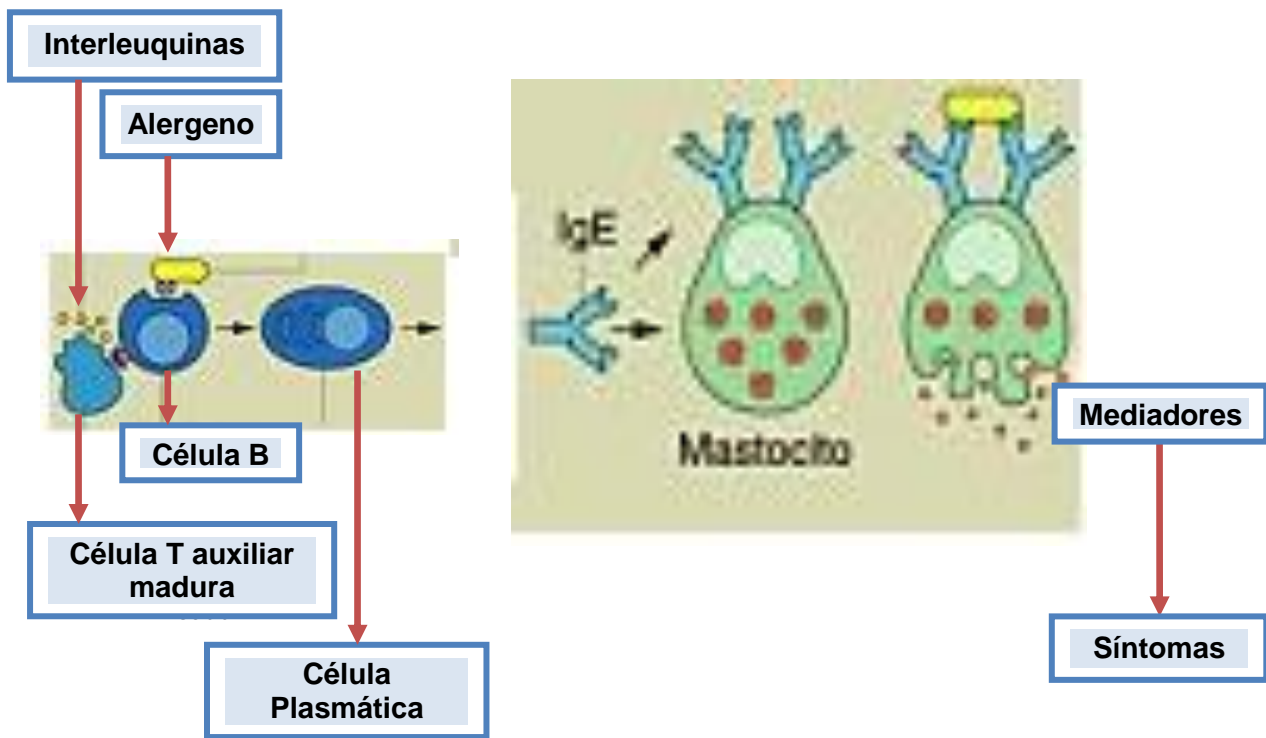 Interleuquinas
Alergeno
IgE
Mastocito
Célula B
Célula T auxiliar
madura
Célula
Plasmática
Mediadores
Síntomas